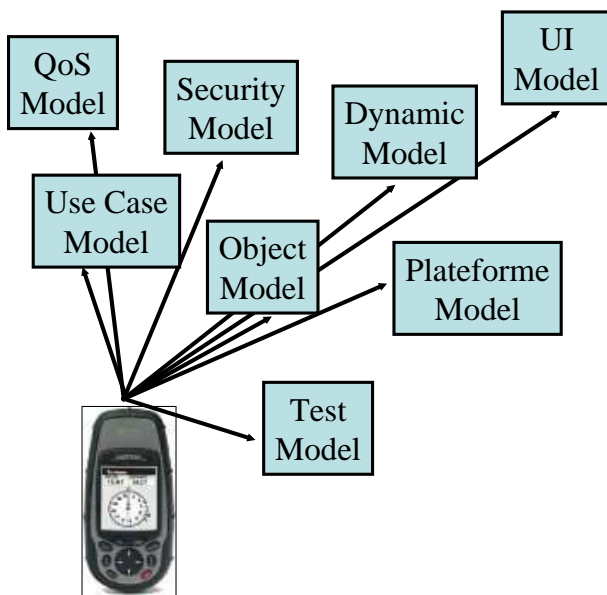 QoS
Model
Security
Model
Dynamic
Model
UI
Model
Use Case
Model
Object
Model
Plateforme
Model
Test
Model